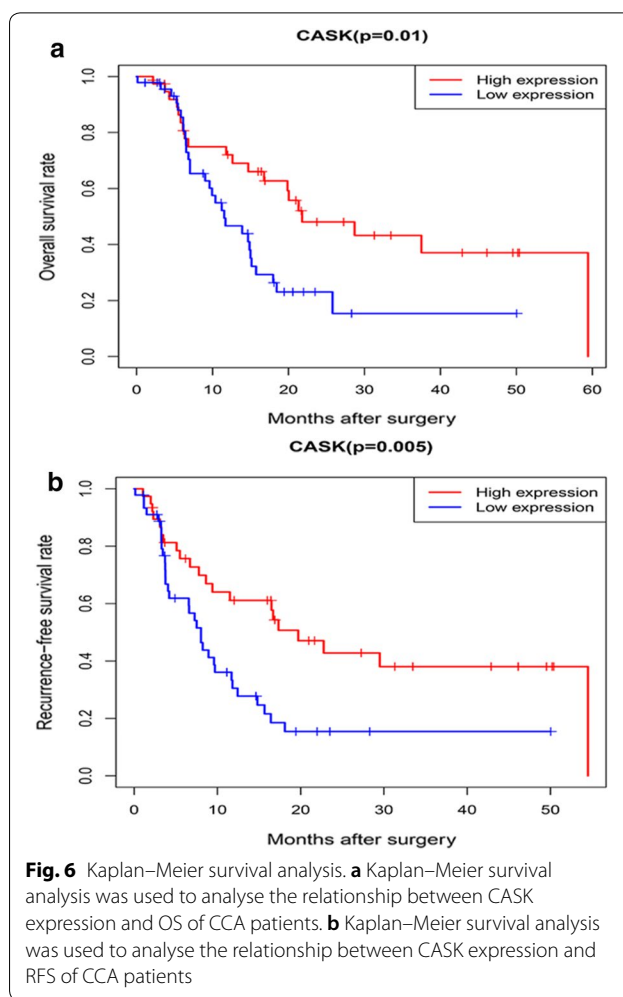 a
CASK(p=0.01)
High expression
Low expression
Overall survival rate
1.0
0.8
0.6
0.4
0.2
0.0
0 10 20 30 40 50 60
Months after surgery
CASK(p=0.005)
b
High expression
Low expression
Recurrence-free survival rate
1.0
0.8
0.6
0.4
0.2
0.0
0 10 20 30 40 50
Months after surgery
Fig. 6 Kaplan–Meier survival analysis. a Kaplan–Meier survival
analysis was used to analyse the relationship between CASK
expression and OS of CCA patients. b Kaplan–Meier survival analysis
was used to analyse the relationship between CASK expression and
RFS of CCA patients